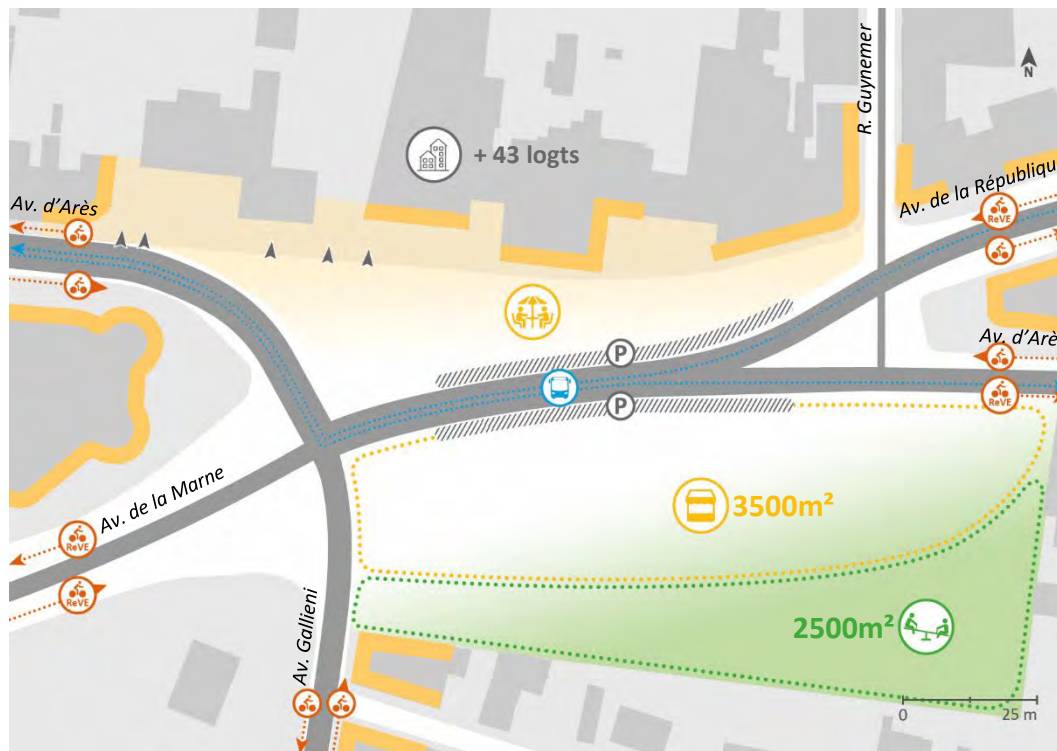 N
R. Guynemer
+ 43 logts
Av. de la République
Av. d'Arès
ReVE
P
Av. d'Arè
P
ReVE
3500m²
Av. de la Marne
ReVE
ReVE
2500m²
Av. Gallieni
0
25 m